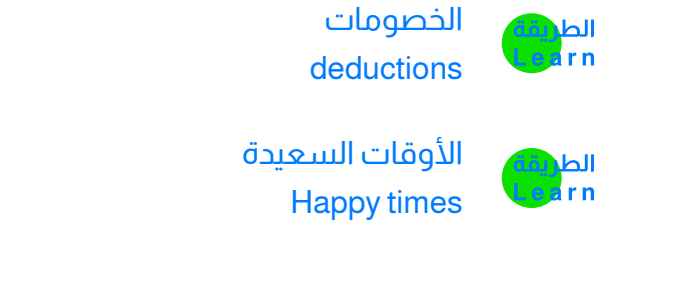 الخصومات
deductions
الطريقة
Learn
الأوقات السعيدة
Happy times
الطريقة
Learn